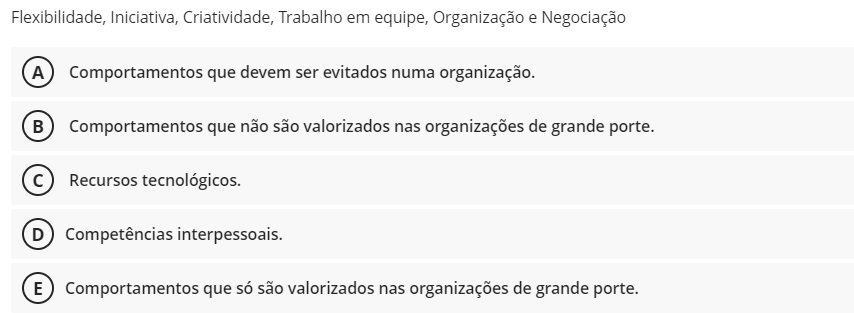 Flexibilidade, Iniciativa, Criatividade, Trabalho em equipe, Organização e Negociação
A Comportamentos que devem ser evitados numa organização.
B Comportamentos que não são valorizados nas organizações de grande porte.
C Recursos tecnológicos.
D Competências interpessoais.
E Comportamentos que só são valorizados nas organizações de grande porte.